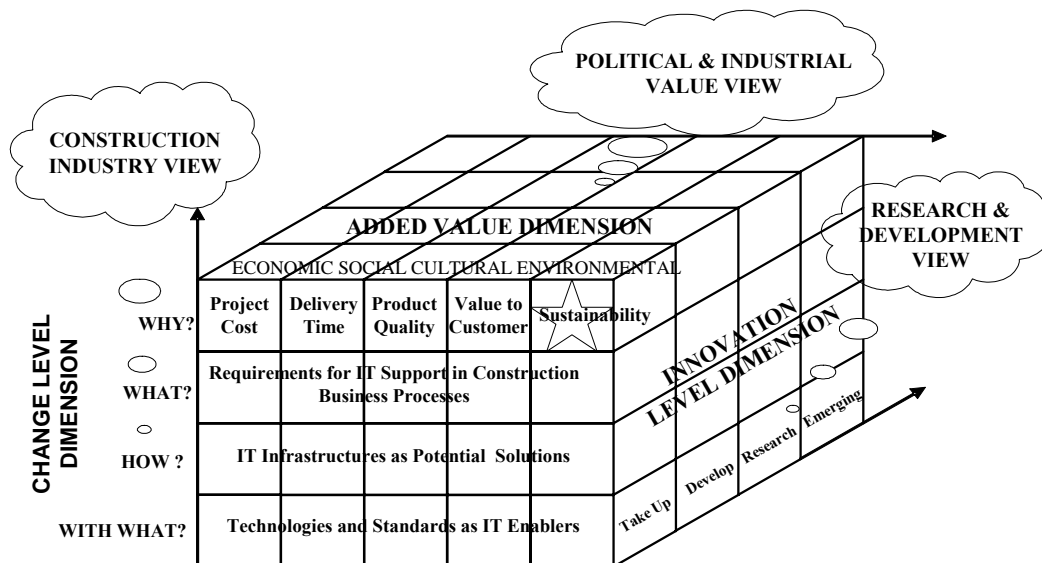 POLITICAL & INDUSTRIAL
VALUE VIEW
CONSTRUCTION
INDUSTRY VIEW
RESEARCH &
DEVELOPMENT
VIEW
ADDED VALUE DIMENSION
ECONOMIC SOCIAL CULTURAL ENVIRONMENTAL
CHANGE LEVEL
DIMENSION
WHY?
Project
Cost
Delivery
Time
Product
Quality
Value to
Customer
Sustainability
WHAT?
Requirements for IT Support in Construction
Business Processes
HOW ?
IT Infrastructures as Potential Solutions
WITH WHAT?
Technologies and Standards as IT Enablers
INNOVATION
LEVEL DIMENSION
Take Up
Develop
Research
Emerging